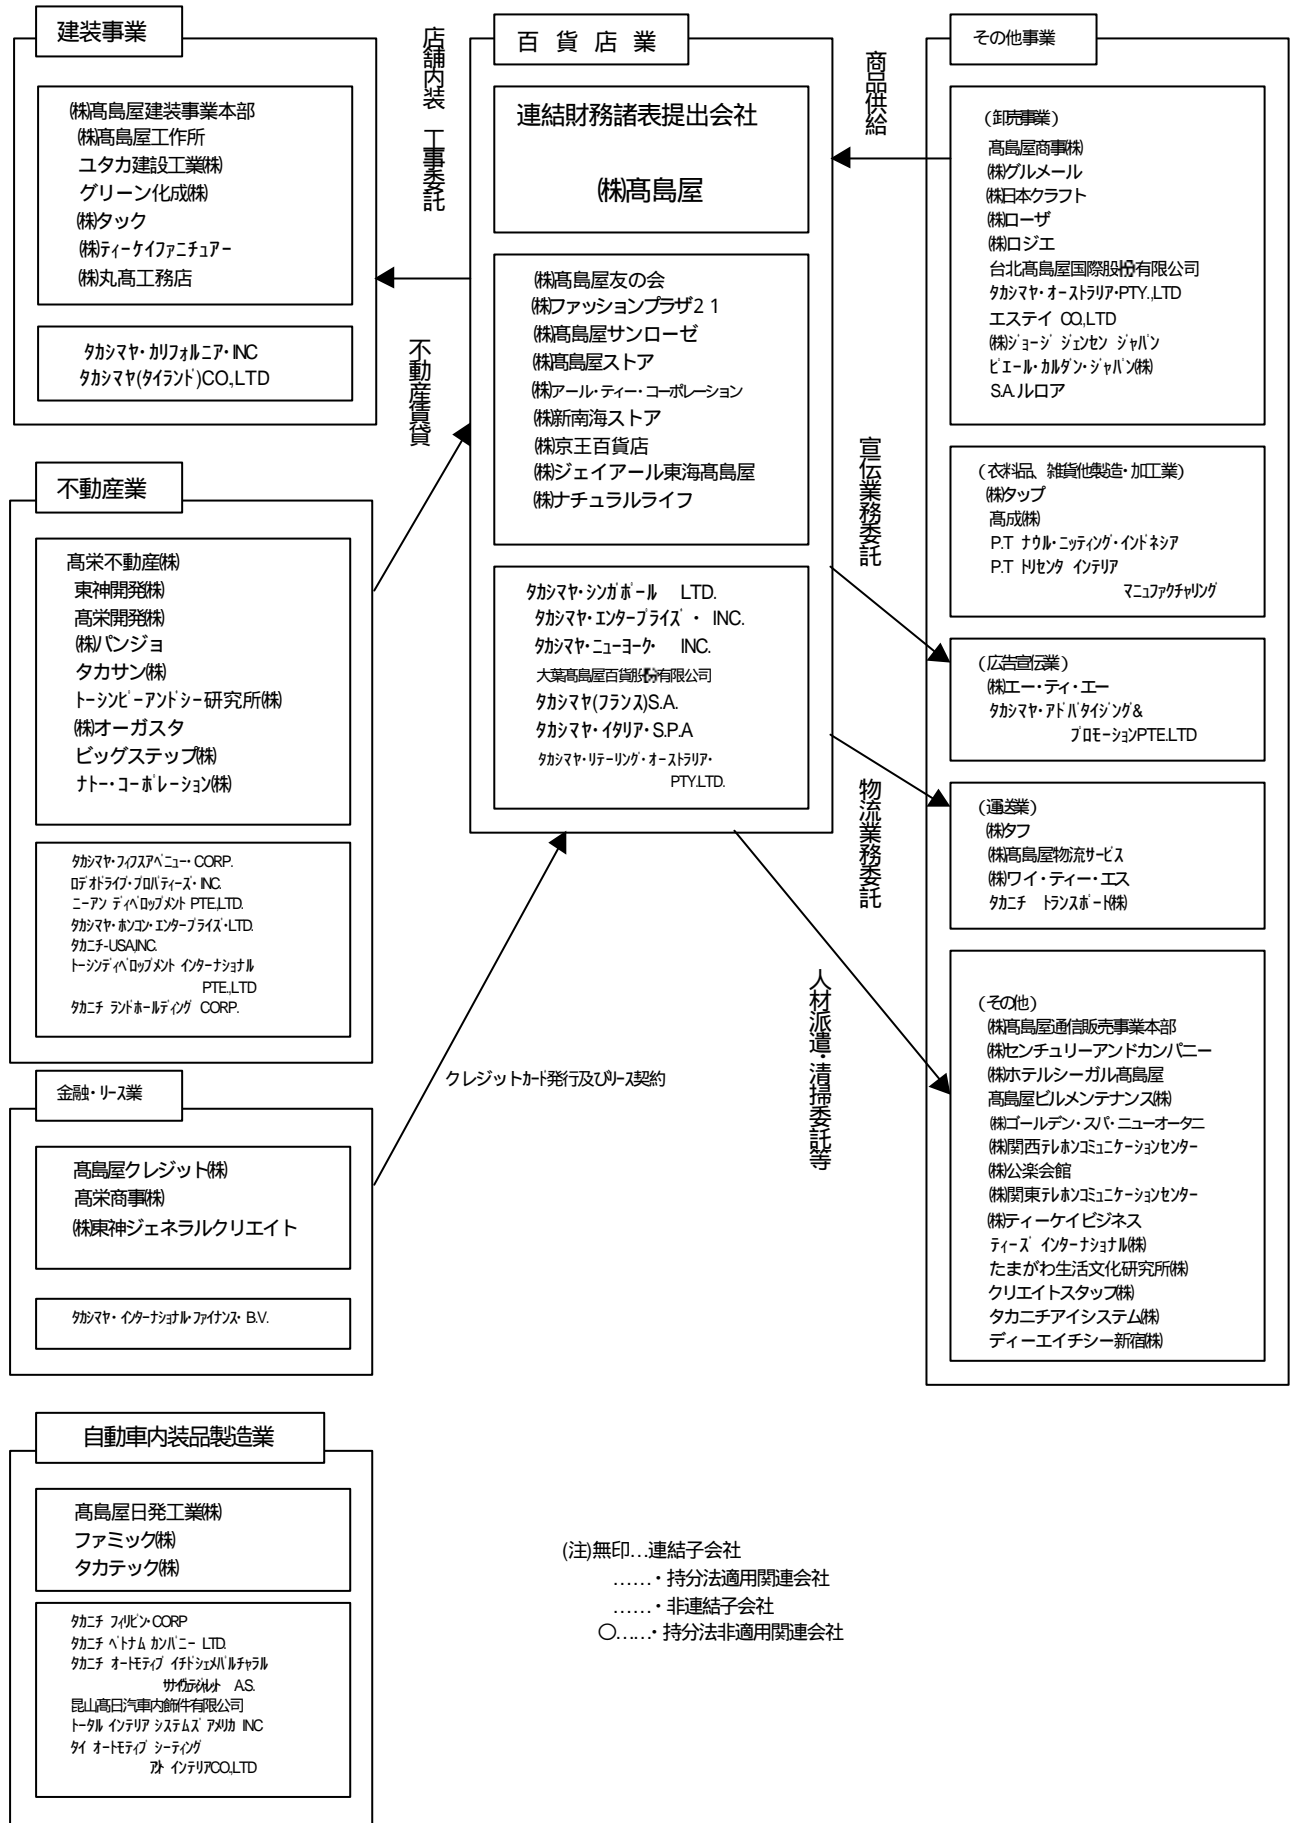 建装事業
㈱髙島屋建装事業本部
㈱髙島屋工作所
ユタカ建設工業㈱
グリーン化成㈱
㈱タック
㈱ティーケイファニチュアー
㈱丸髙工務店
タカシマヤ・カリフォルニア・INC
タカシマヤ(タイランド)CO.,LTD
店舗内装 工事委託
不動産賃貸
不動産業
髙栄不動産㈱
東神開発㈱
髙栄開発㈱
㈱パンジョ
タカサン㈱
トーシンビーアンドシー研究所㈱
㈱オーガスタ
ビッグステップ㈱
ナトー・コーポレーション㈱
タカシマヤ・フィフスアベニュー・CORP.
ロデオドライブ・プロパティーズ・INC.
ニーアン ディベロップメント PTE.,LTD.
タカシマヤ・ホンコン・エンタープライズ・LTD.
タカニチ-USA,INC.
トーシンディベロップメント インターナショナル
PTE.,LTD
タカニチ ランドホールディング CORP.
金融・リース業
髙島屋クレジット㈱
髙栄商事㈱
㈱東神ジェネラルクリエイト
タカシマヤ・インターナショナル・ファイナンス・B.V.
自動車内装品製造業
髙島屋日発工業㈱
ファミック㈱
タカテック㈱
タカニチ フィリピン・CORP
タカニチ ベトナム カンパニー LTD.
タカニチ オートモティブ イチドシェメバルチャラル
A.S.
昆山髙日汽車内飾件有限公司
トータル インテリア システムズ アメリカ INC
タイ オートモティブ シーティング
インテリアCO.,LTD
百貨店業
連結財務諸表提出会社
㈱髙島屋
㈱髙島屋友の会
㈱ファッションプラザ21
㈱髙島屋サンローゼ
㈱髙島屋ストア
㈱アール・ティー・コーポレーション
㈱新南海ストア
㈱京王百貨店
㈱ジェイアール東海髙島屋
㈱ナチュラルライフ
タカシマヤ・シンガポール LTD.
タカシマヤ・エンタープライズ・ INC.
タカシマヤ・ニューヨーク・ INC.
大葉髙島屋百貨股份有限公司
タカシマヤ(フランス)S.A.
タカシマヤ・イタリア・S.P.A
タカシマヤ・リテーリング・オーストラリア・
PTY.LTD.
クレジットカード発行及びリース契約
商品供給
宣伝業務委託
物流業務委託
人材派遣・清掃委託等
その他事業
(卸売事業)
髙島屋商事㈱
㈱グルメール
㈱日本クラフト
㈱ローザ
㈱ロジエ
台北髙島屋国際股份有限公司
タカシマヤ・オーストラリア・PTY.,LTD
エステイ CO.,LTD
㈱ジョージ ジェンセン ジャパン
ピエール・カルダン・ジャパン㈱
S.A.ルロア
(衣料品、雑貨他製造・加工業)
㈱タップ
髙成㈱
P.T ナウル・ニッティング・インドネシア
P.T トリセンタ インテリア
マニュファクチャリング
(広告宣伝業)
㈱エー・ティ・エー
タカシマヤ・アドバタイジング&
プロモーションPTE.LTD
(運送業)
㈱タフ
㈱髙島屋物流サービス
㈱ワイ・ティー・エス
タカニチ トランスポート㈱
(その他)
㈱髙島屋通信販売事業本部
㈱センチュリーアンドカンパニー
㈱ホテルシーガル髙島屋
髙島屋ビルメンテナンス㈱
㈱ゴールデン・スパ・ニューオータニ
㈱関西テレホンコミュニケーションセンター
㈱公楽会館
㈱関東テレホンコミュニケーションセンター
㈱ティーケイビジネス
ティーズ インターナショナル㈱
たまがわ生活文化研究所㈱
クリエイトスタッフ㈱
タカニチアイシステム㈱
ディーエイチシー新宿㈱
(注)無印…連結子会社
……・持分法適用関連会社
……・非連結子会社
○……・持分法非適用関連会社